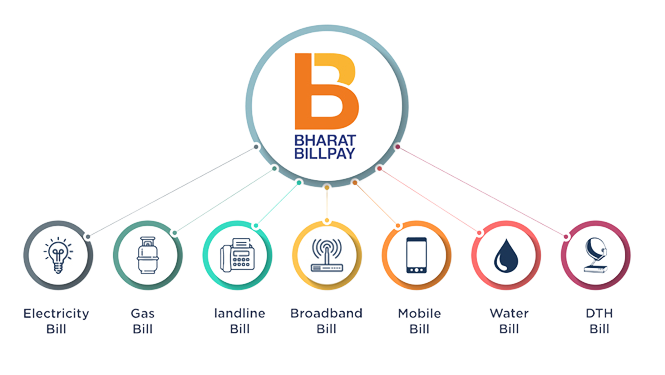 BHARAT
BILLPAY
Electricity
Bill
Gas
Bill
landline
Bill
Broadband
Bill
Mobile
Bill
Water
Bill
DTH
Bill